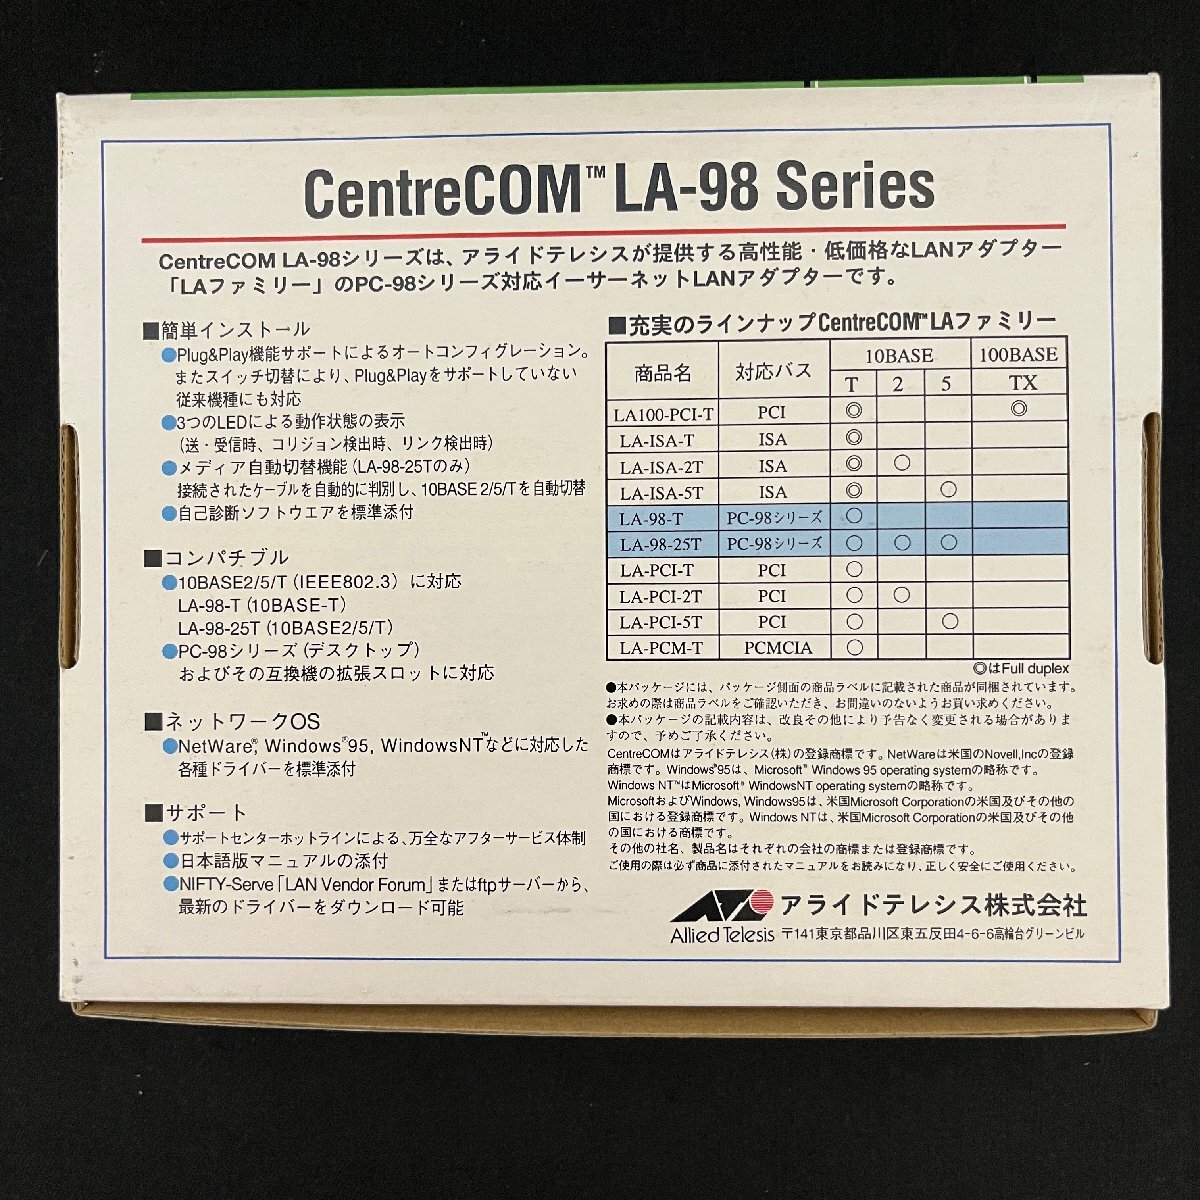 CentreCOM™ LA-98 Series
CentreCOM LA-98シリーズは、アライドテレシスが提供する高性能・低価格なLANアダプター
「LAファミリー」のPC-98シリーズ対応イーサーネットLANアダプターです。
■簡単インストール
●Plug&Play機能サポートによるオートコンフィグレーション。
またスイッチ切替により、Plug&Playをサポートしていない
従来機種にも対応
●3つのLEDによる動作状態の表示
（送・受信時、コリジョン検出時、リンク検出時）
●メディア自動切替機能（LA-98-25Tのみ）
接続されたケーブルを自動的に判別し、10BASE 2/5/Tを自動切替
●自己診断ソフトウエアを標準添付
■コンパチブル
●10BASE2/5/T（IEEE802.3）に対応
LA-98-T（10BASE-T）
LA-98-25T（10BASE2/5/T）
●PC-98シリーズ（デスクトップ）
およびその互換機の拡張スロットに対応
■ネットワークOS
●NetWare®, Windows®95, WindowsNT™などに対応した
各種ドライバーを標準添付
■サポート
●サポートセンターホットラインによる、万全なアフターサービス体制
●日本語版マニュアルの添付
●NIFTY-Serve「LAN Vendor Forum」またはftpサーバーから、
最新のドライバーをダウンロード可能
■充実のラインナップCentreCOM™LAファミリー
商品名 対応バス 10BASE 100BASE
T 2 5 TX
LA100-PCI-T PCI ◎ ◎
LA-ISA-T ISA ◎
LA-ISA-2T ISA ◎ ○
LA-ISA-5T ISA ◎ ○
LA-98-T PC-98シリーズ ○
LA-98-25T PC-98シリーズ ○ ○ ○
LA-PCI-T PCI ○
LA-PCI-2T PCI ○ ○
LA-PCI-5T PCI ○ ○
LA-PCM-T PCMCIA ○
◎はFull duplex
●本パッケージには、パッケージ側面の商品ラベルに記載された商品が同梱されています。
お求めの際は商品ラベルをご確認いただき、お間違いのないようお買い求めください。
●本パッケージの記載内容は、改良その他により予告なく変更される場合がありま
すので、予めご了承ください。
CentreCOMはアライドテレシス（株）の登録商標です。NetWareは米国のNovell,Incの登録
商標です。Windows®95は、Microsoft® Windows 95 operating systemの略称です。
Windows NT™はMicrosoft® WindowsNT operating systemの略称です。
MicrosoftおよびWindows, Windows95は、米国Microsoft Corporationの米国及びその他の
国における登録商標です。Windows NTは、米国Microsoft Corporationの米国及びその他
の国における商標です。
その他の社名、製品名はそれぞれの会社の商標または登録商標です。
ご使用の際は必ず商品に添付されたマニュアルをお読みになり、正しく安全にご使用ください。
アライドテレシス株式会社
Allied Telesis 〒141東京都品川区東五反田4-6-6高輪台グリーンビル